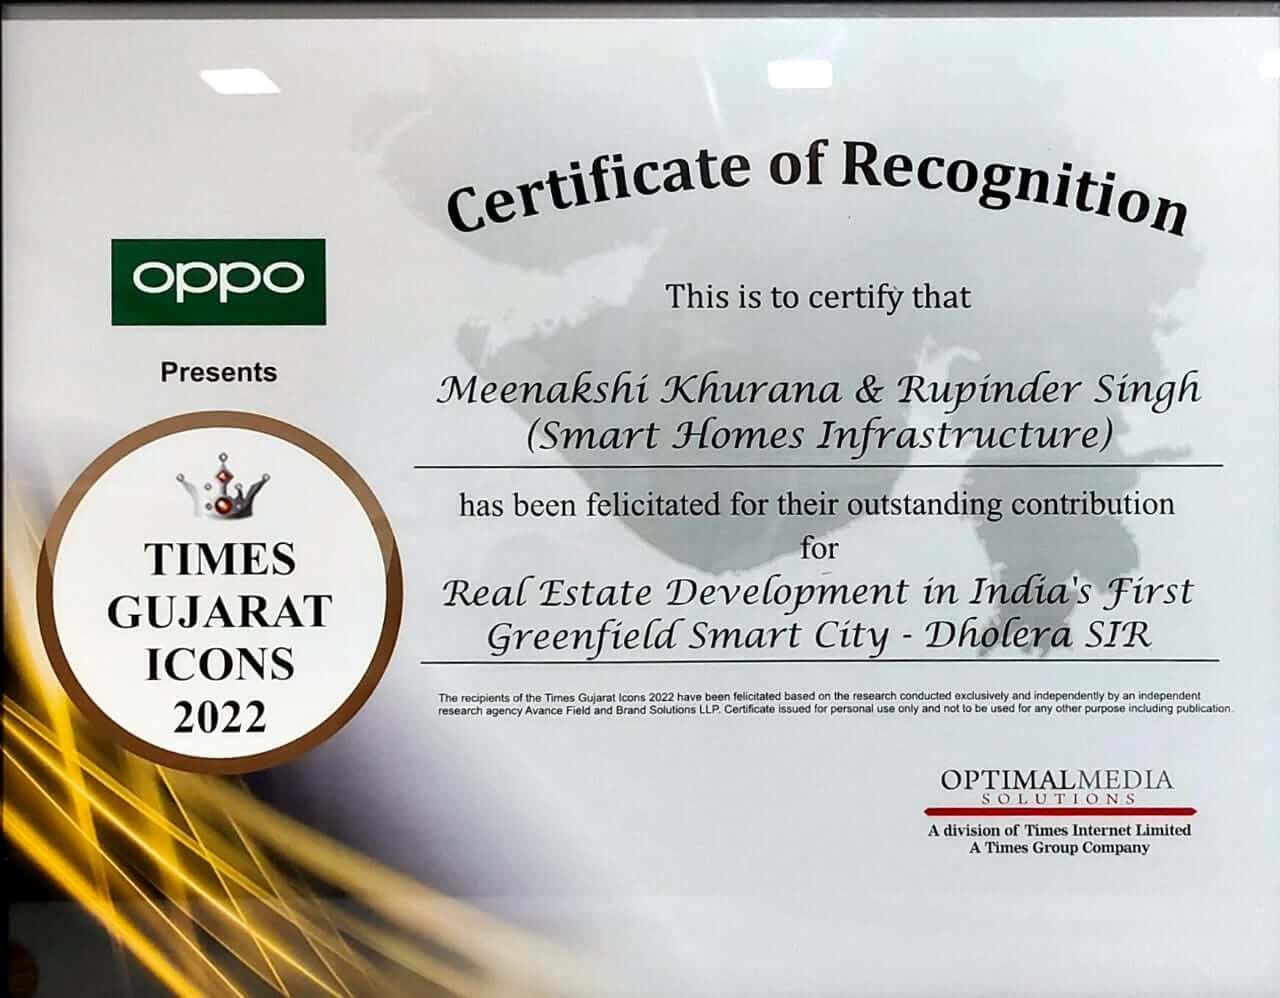 Certificate of Recognition
oppo
Presents
TIMES
GUJARAT
ICONS
2022
This is to certify that
Meenakshi Khurana & Rupinder Singh
(Smart Homes Infrastructure)
has been felicitated for their outstanding contribution
for
Real Estate Development in India's First
Greenfield Smart City - Dholera SIR
The recipients of the Times Gujarat Icons 2022 have been felicitated based on the research conducted exclusively and independently by an independent
research agency Avance Field and Brand Solutions LLP. Certificate issued for personal use only and not to be used for any other purpose including publication.
OPTIMALMEDIA
SOLUTIONS
A division of Times Internet Limited
A Times Group Company